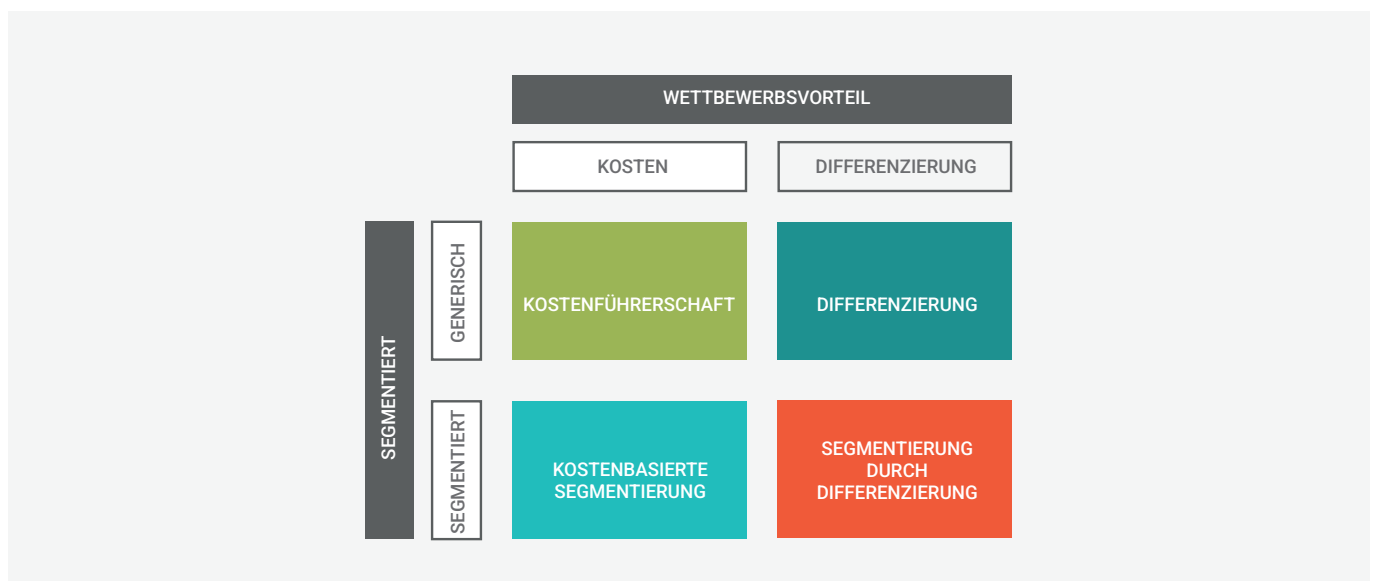 WETTBEWERBSVORTEIL
KOSTEN
DIFFERENZIERUNG
SEGMENTIERT
GENERISCH
KOSTENFÜHRERSCHAFT
DIFFERENZIERUNG
SEGMENTIERT
KOSTENBASIERTE
SEGMENTIERUNG
SEGMENTIERUNG
DURCH
DIFFERENZIERUNG